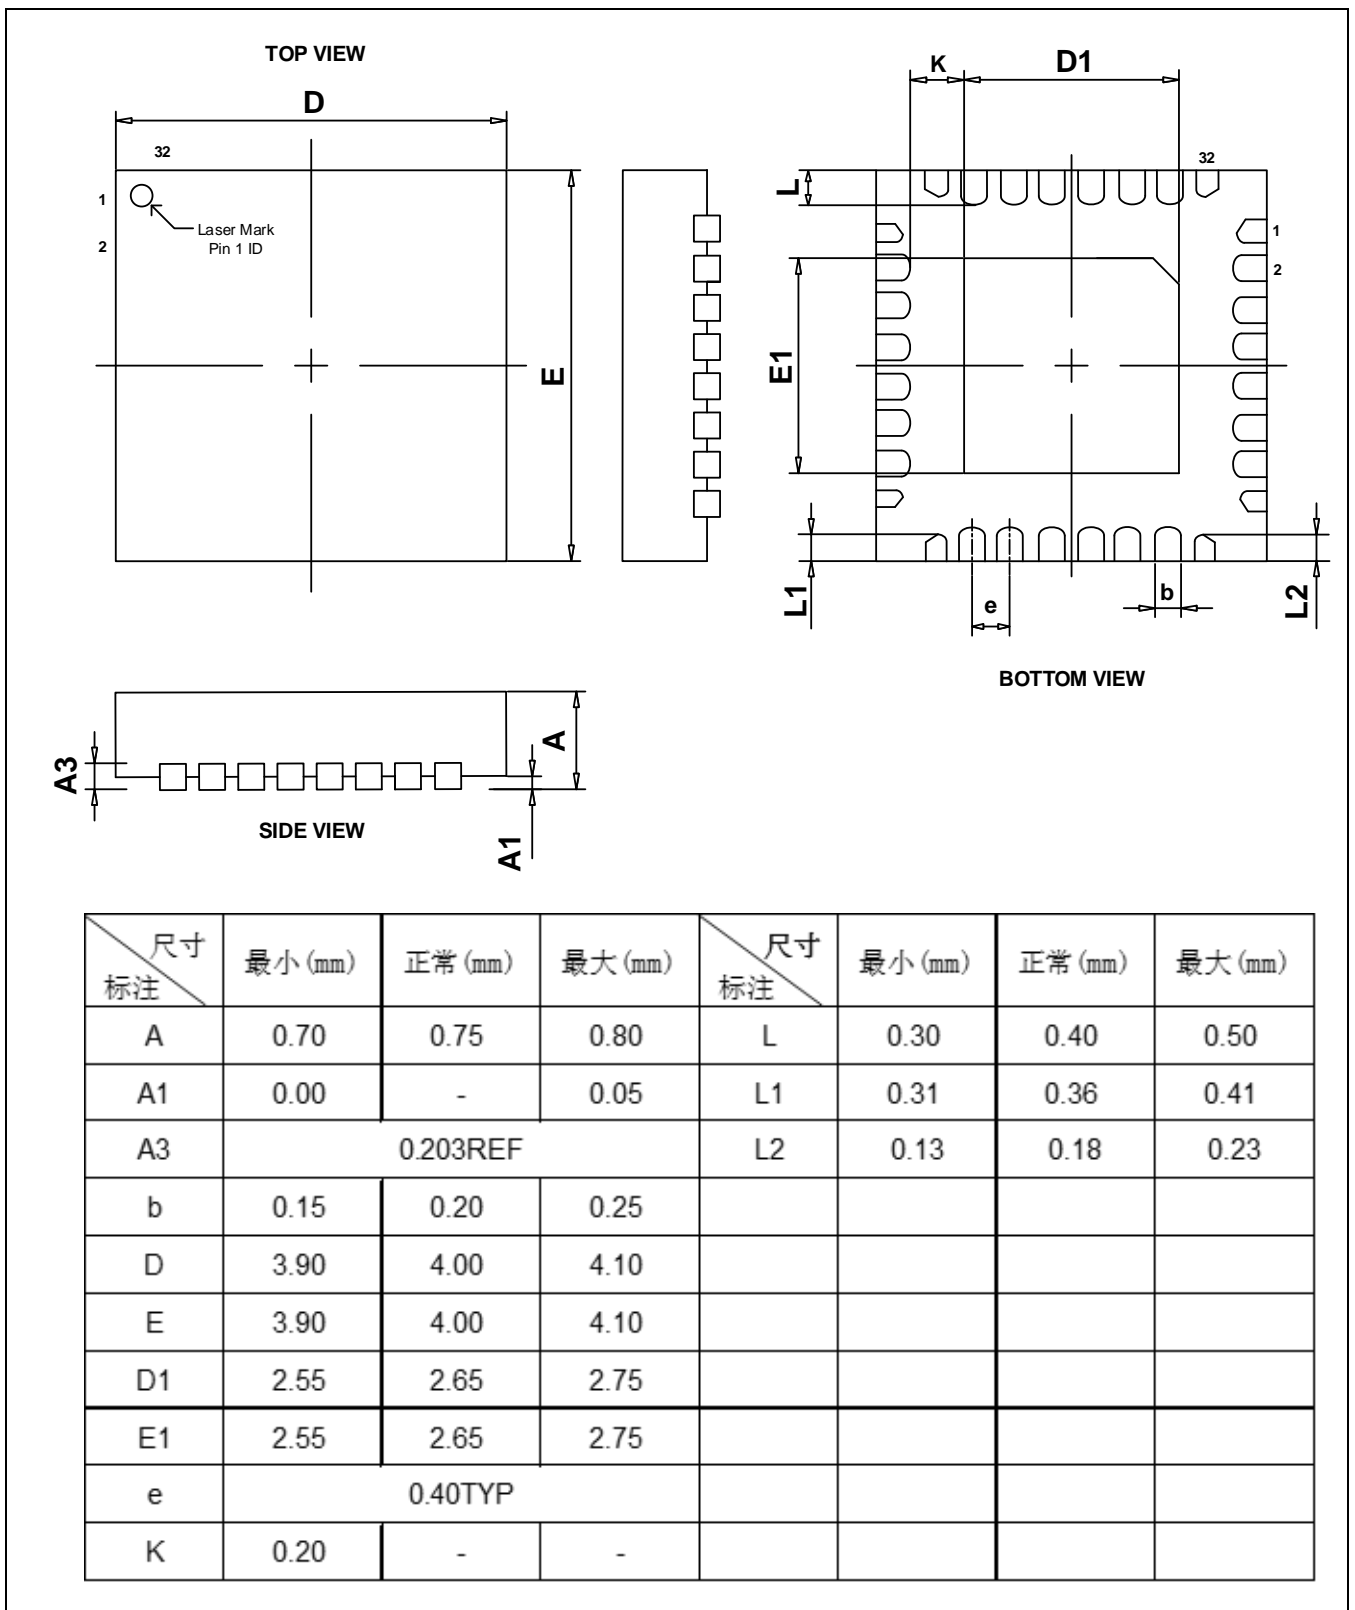 TOP VIEW
D
32
1
2
Laser Mark
Pin 1 ID
E
K
D1
L
32
1
2
E1
L1
e
b
L2
BOTTOM VIEW
A3
A
A1
SIDE VIEW
尺寸 标注 最小(mm) 正常(mm) 最大(mm) 尺寸 标注 最小(mm) 正常(mm) 最大(mm)
A 0.70 0.75 0.80 L 0.30 0.40 0.50
A1 0.00 - 0.05 L1 0.31 0.36 0.41
A3 0.203REF L2 0.13 0.18 0.23
b 0.15 0.20 0.25
D 3.90 4.00 4.10
E 3.90 4.00 4.10
D1 2.55 2.65 2.75
E1 2.55 2.65 2.75
e 0.40TYP
K 0.20 - -